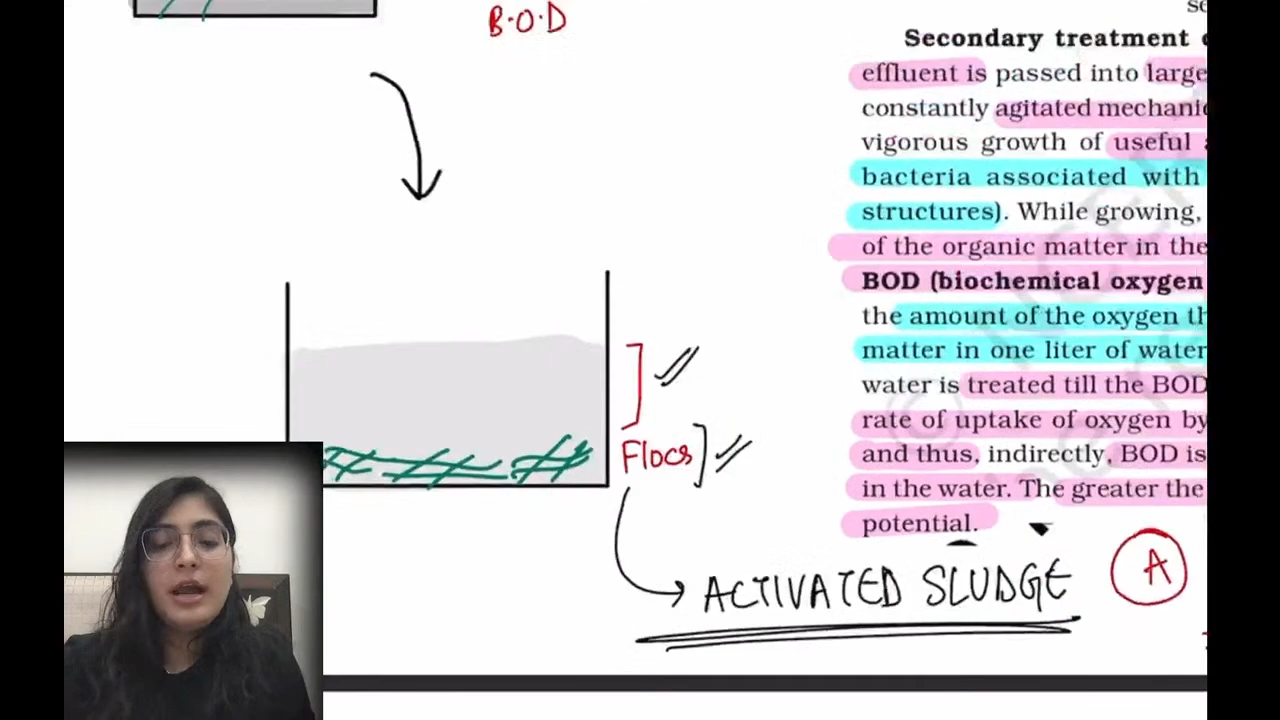 B.O.D
se
Secondary treatment o
effluent is passed into large
constantly agitated mechanic
vigorous growth of useful a
bacteria associated with
structures). While growing,
of the organic matter in the
BOD (biochemical oxygen
the amount of the oxygen th
matter in one liter of water
water is treated till the BOD
rate of uptake of oxygen by
and thus, indirectly, BOD is
in the water. The greater the
potential.
Flocs
ACTIVATED SLUDGE
A